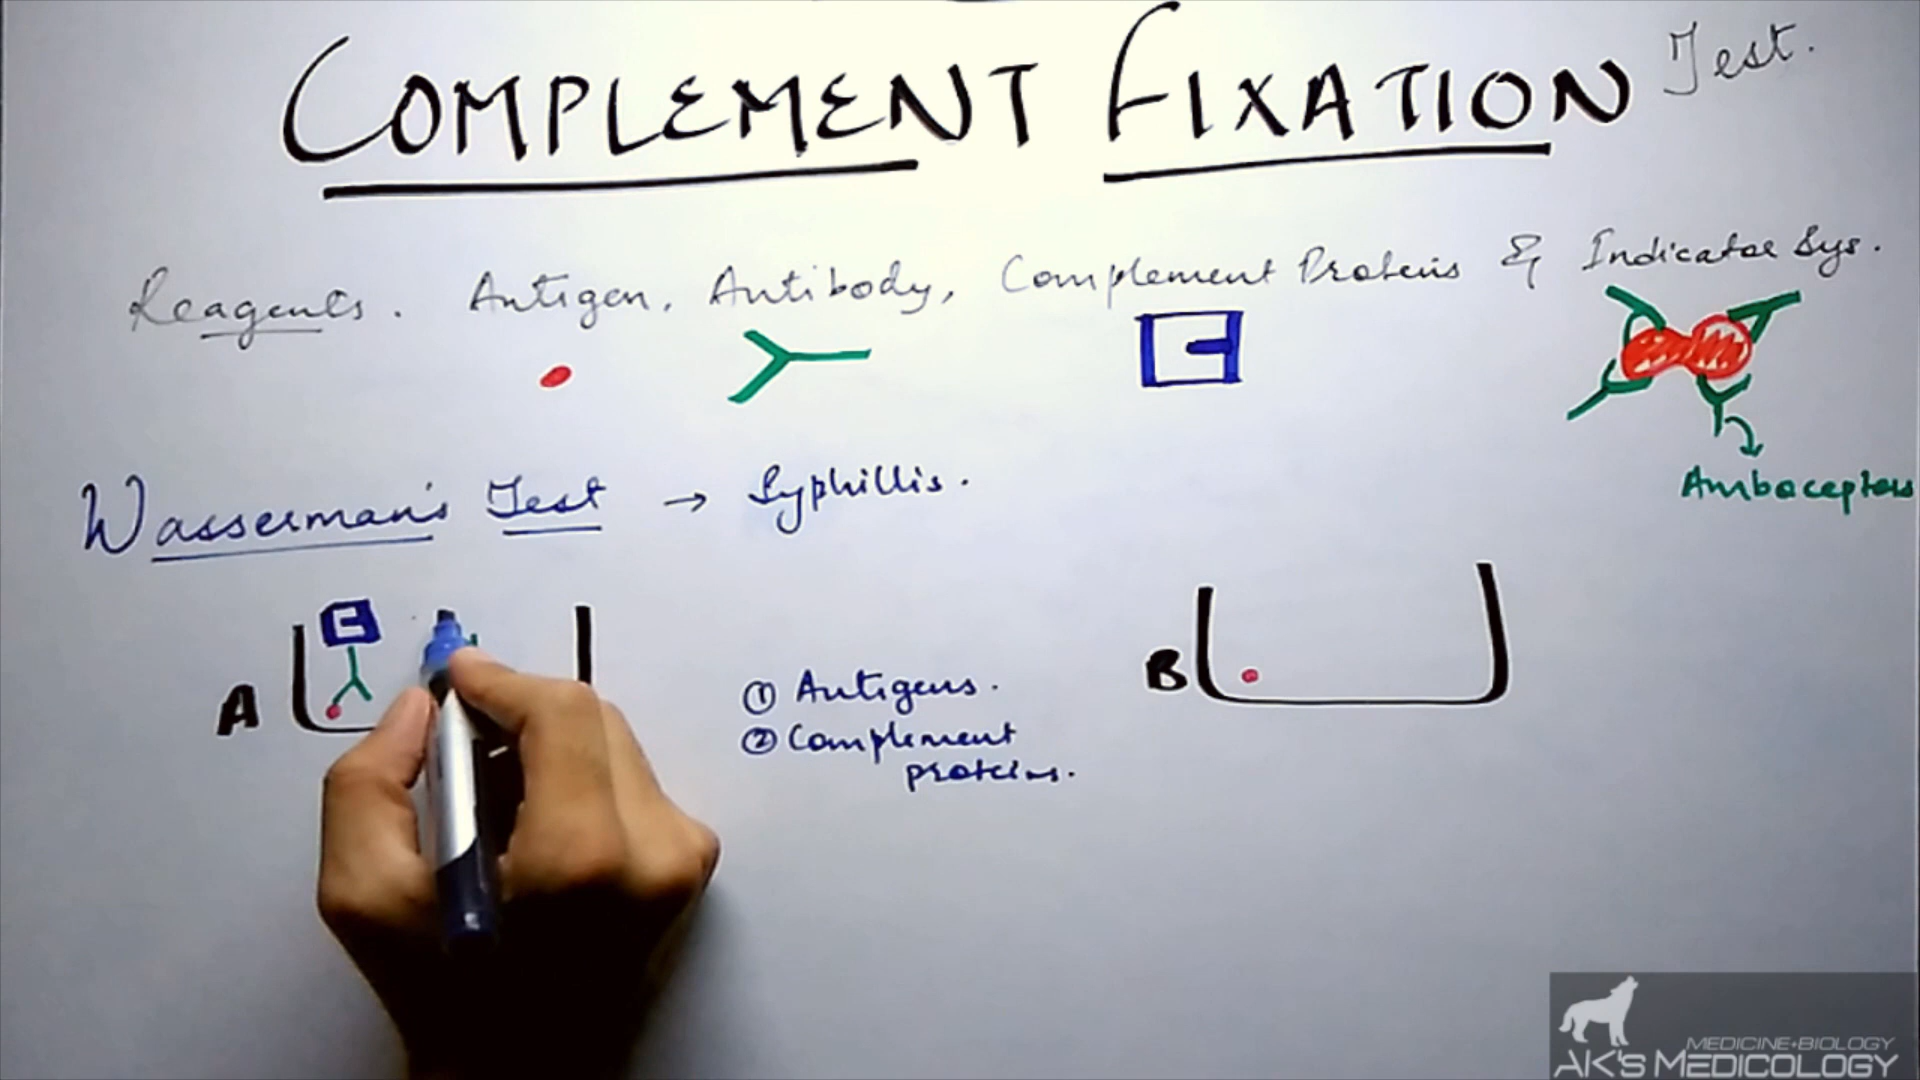 COMPLEMENT FIXATION Test.
Reagents. Antigen, Antibody, Complement Proteins & Indicator Sys.
C
Amboceptors
Wasserman's Test → Syphillis.
C
A
① Antigens.
② Complement
proteins.
B
MEDICINE+BIOLOGY
AK'S MEDICOLOGY